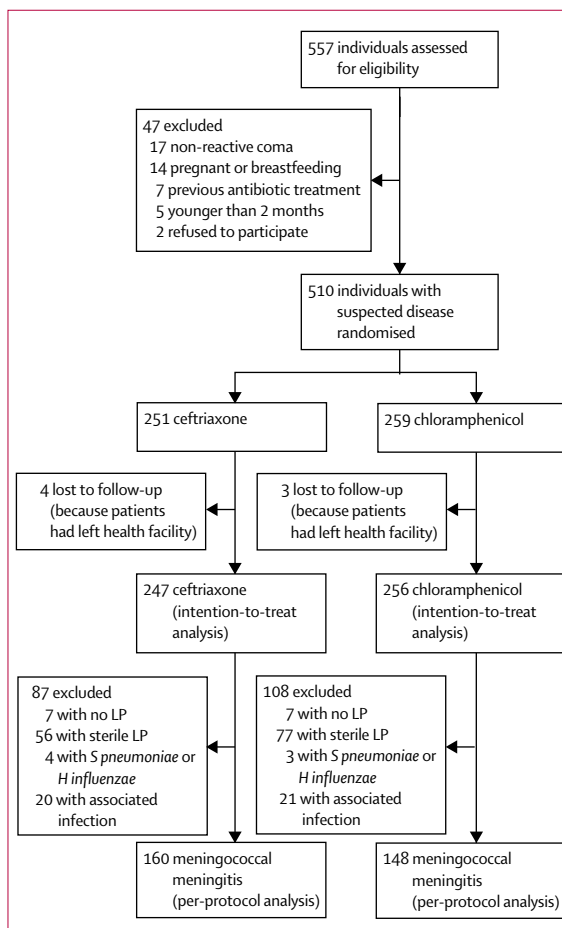 557 individuals assessed
for eligibility
47 excluded
17 non-reactive coma
14 pregnant or breastfeeding
7 previous antibiotic treatment
5 younger than 2 months
2 refused to participate
510 individuals with
suspected disease
randomised
251 ceftriaxone
259 chloramphenicol
4 lost to follow-up
(because patients
had left health facility)
3 lost to follow-up
(because patients
had left health facility)
247 ceftriaxone
(intention-to-treat
analysis)
256 chloramphenicol
(intention-to-treat
analysis)
87 excluded
7 with no LP
56 with sterile LP
4 with S pneumoniae or
H influenzae
20 with associated
infection
108 excluded
7 with no LP
77 with sterile LP
3 with S pneumoniae or
H influenzae
21 with associated
infection
160 meningococcal
meningitis
(per-protocol analysis)
148 meningococcal
meningitis
(per-protocol analysis)